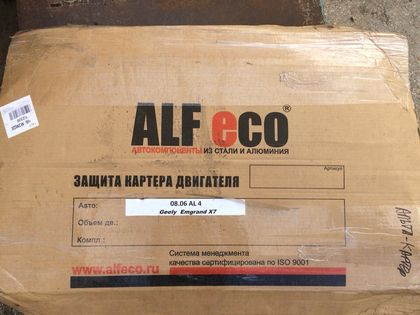 ALFeco®
АВТОКОМПОНЕНТЫ ИЗ СТАЛИ И АЛЮМИНИЯ
ЗАЩИТА КАРТЕРА ДВИГАТЕЛЯ
Артикул
Авто:
08.06 AL 4
Geely Emgrand X7
Объем дв.:
Компл.:
Система менеджмента
www.alfeco.ru
качества сертифицирована по ISO 9001